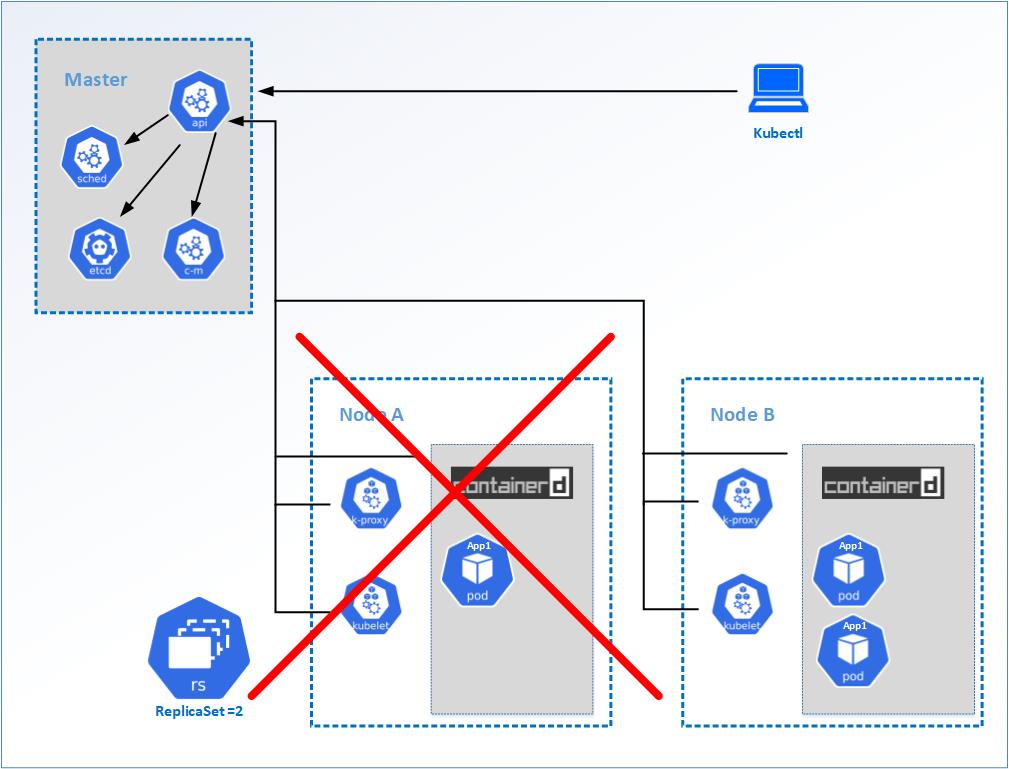 Master
api
sched
etcd
c-m
Kubectl
Node A
containerd
k-proxy
App1
pod
kubelet
rs
ReplicaSet=2
Node B
containerd
k-proxy
App1
pod
kubelet
App1
pod